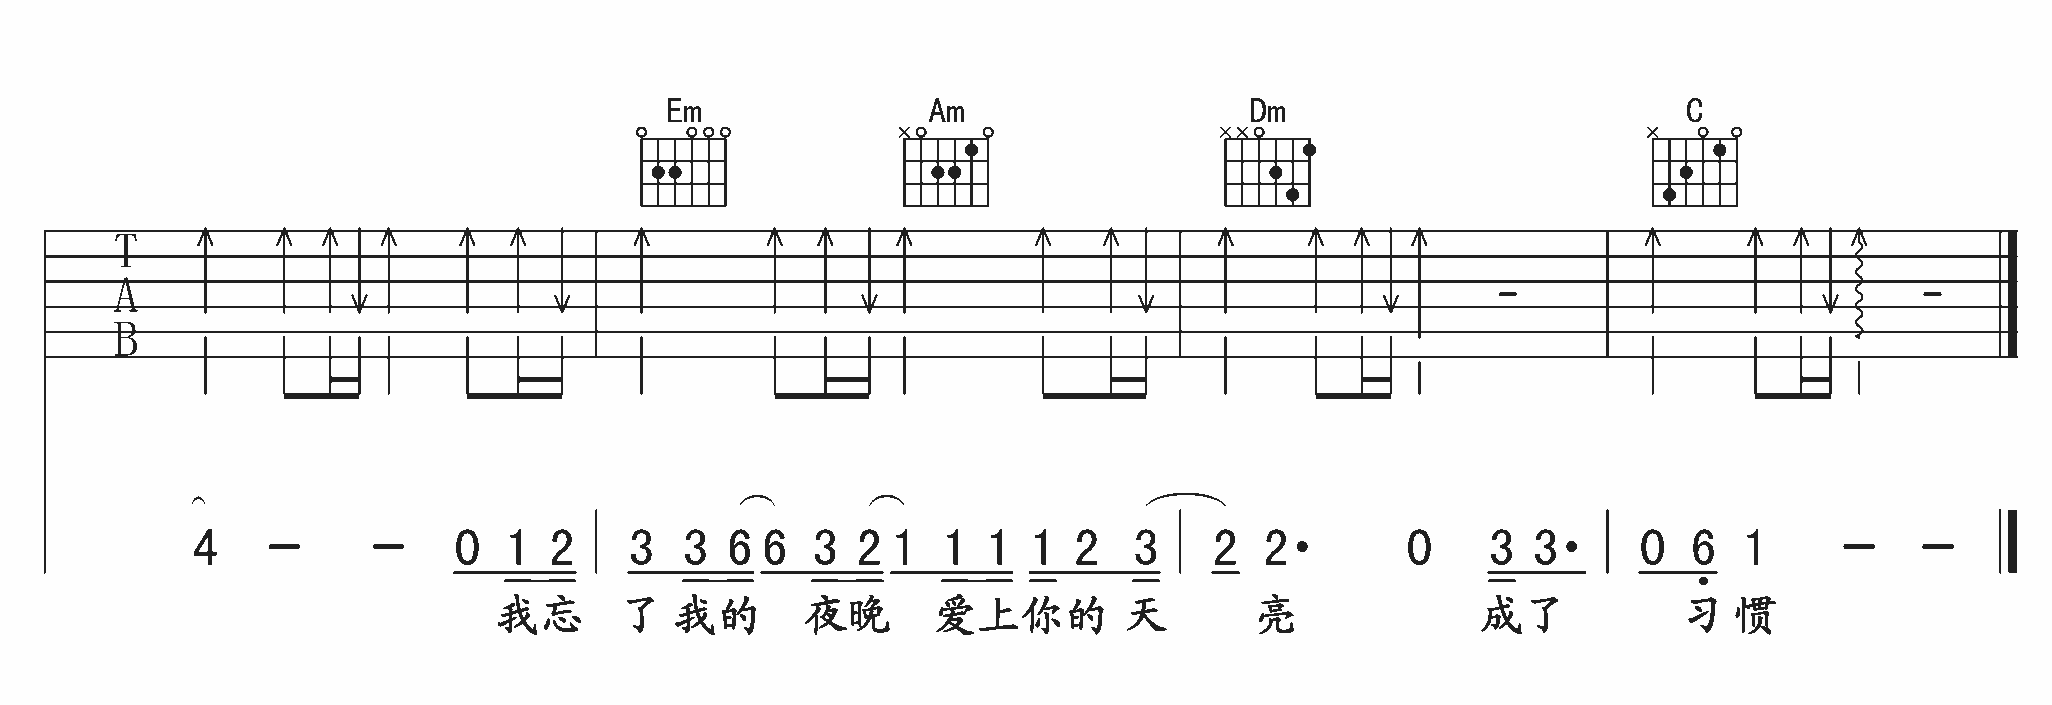 Em Am Dm C
T
A
B
4 – – 0 1 2 3 3 6 6 3 2 1 1 1 1 2 3 2 2· 0 3 3· 0 6 1 – –
我忘 了我的 夜晚 爱上你的天 亮 成了 习惯